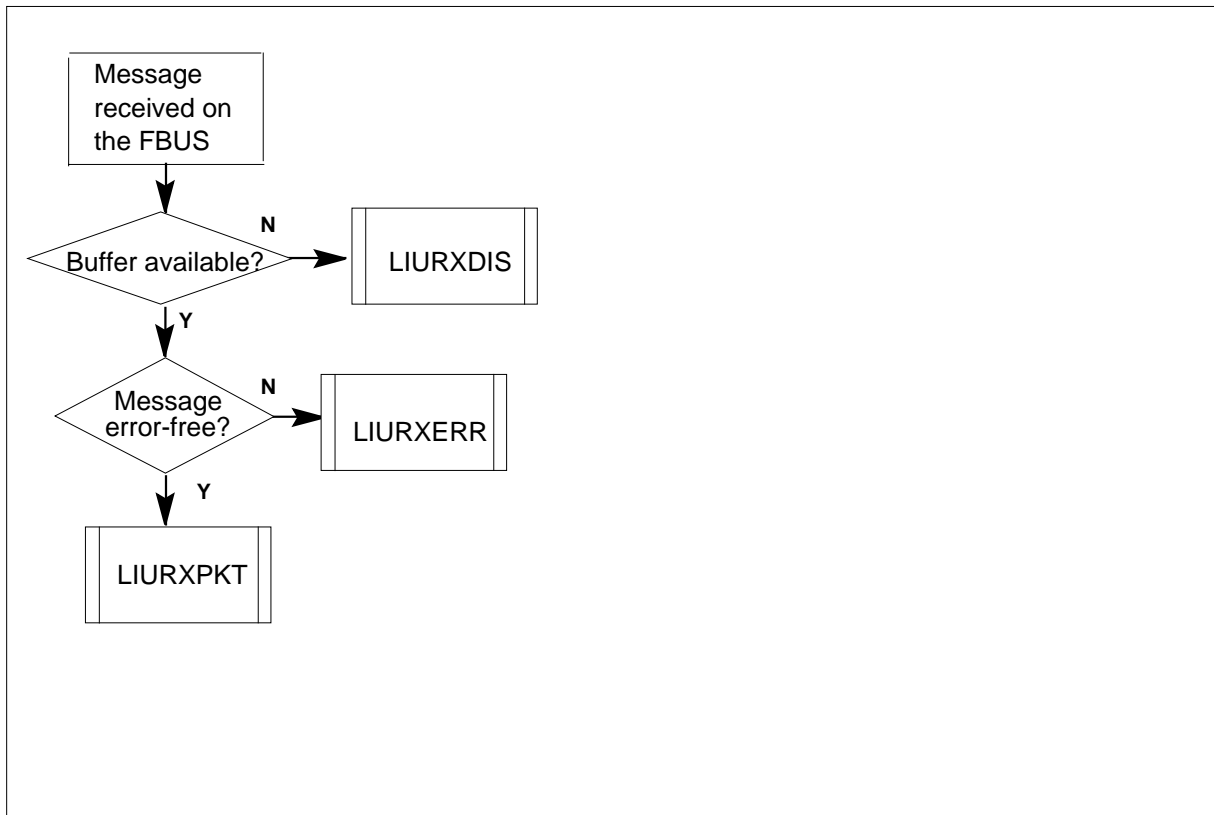 Message
received on
the FBUS
N
Buffer available?
LIURXDIS
Y
N
Message
error-free?
LIURXERR
Y
LIURXPKT